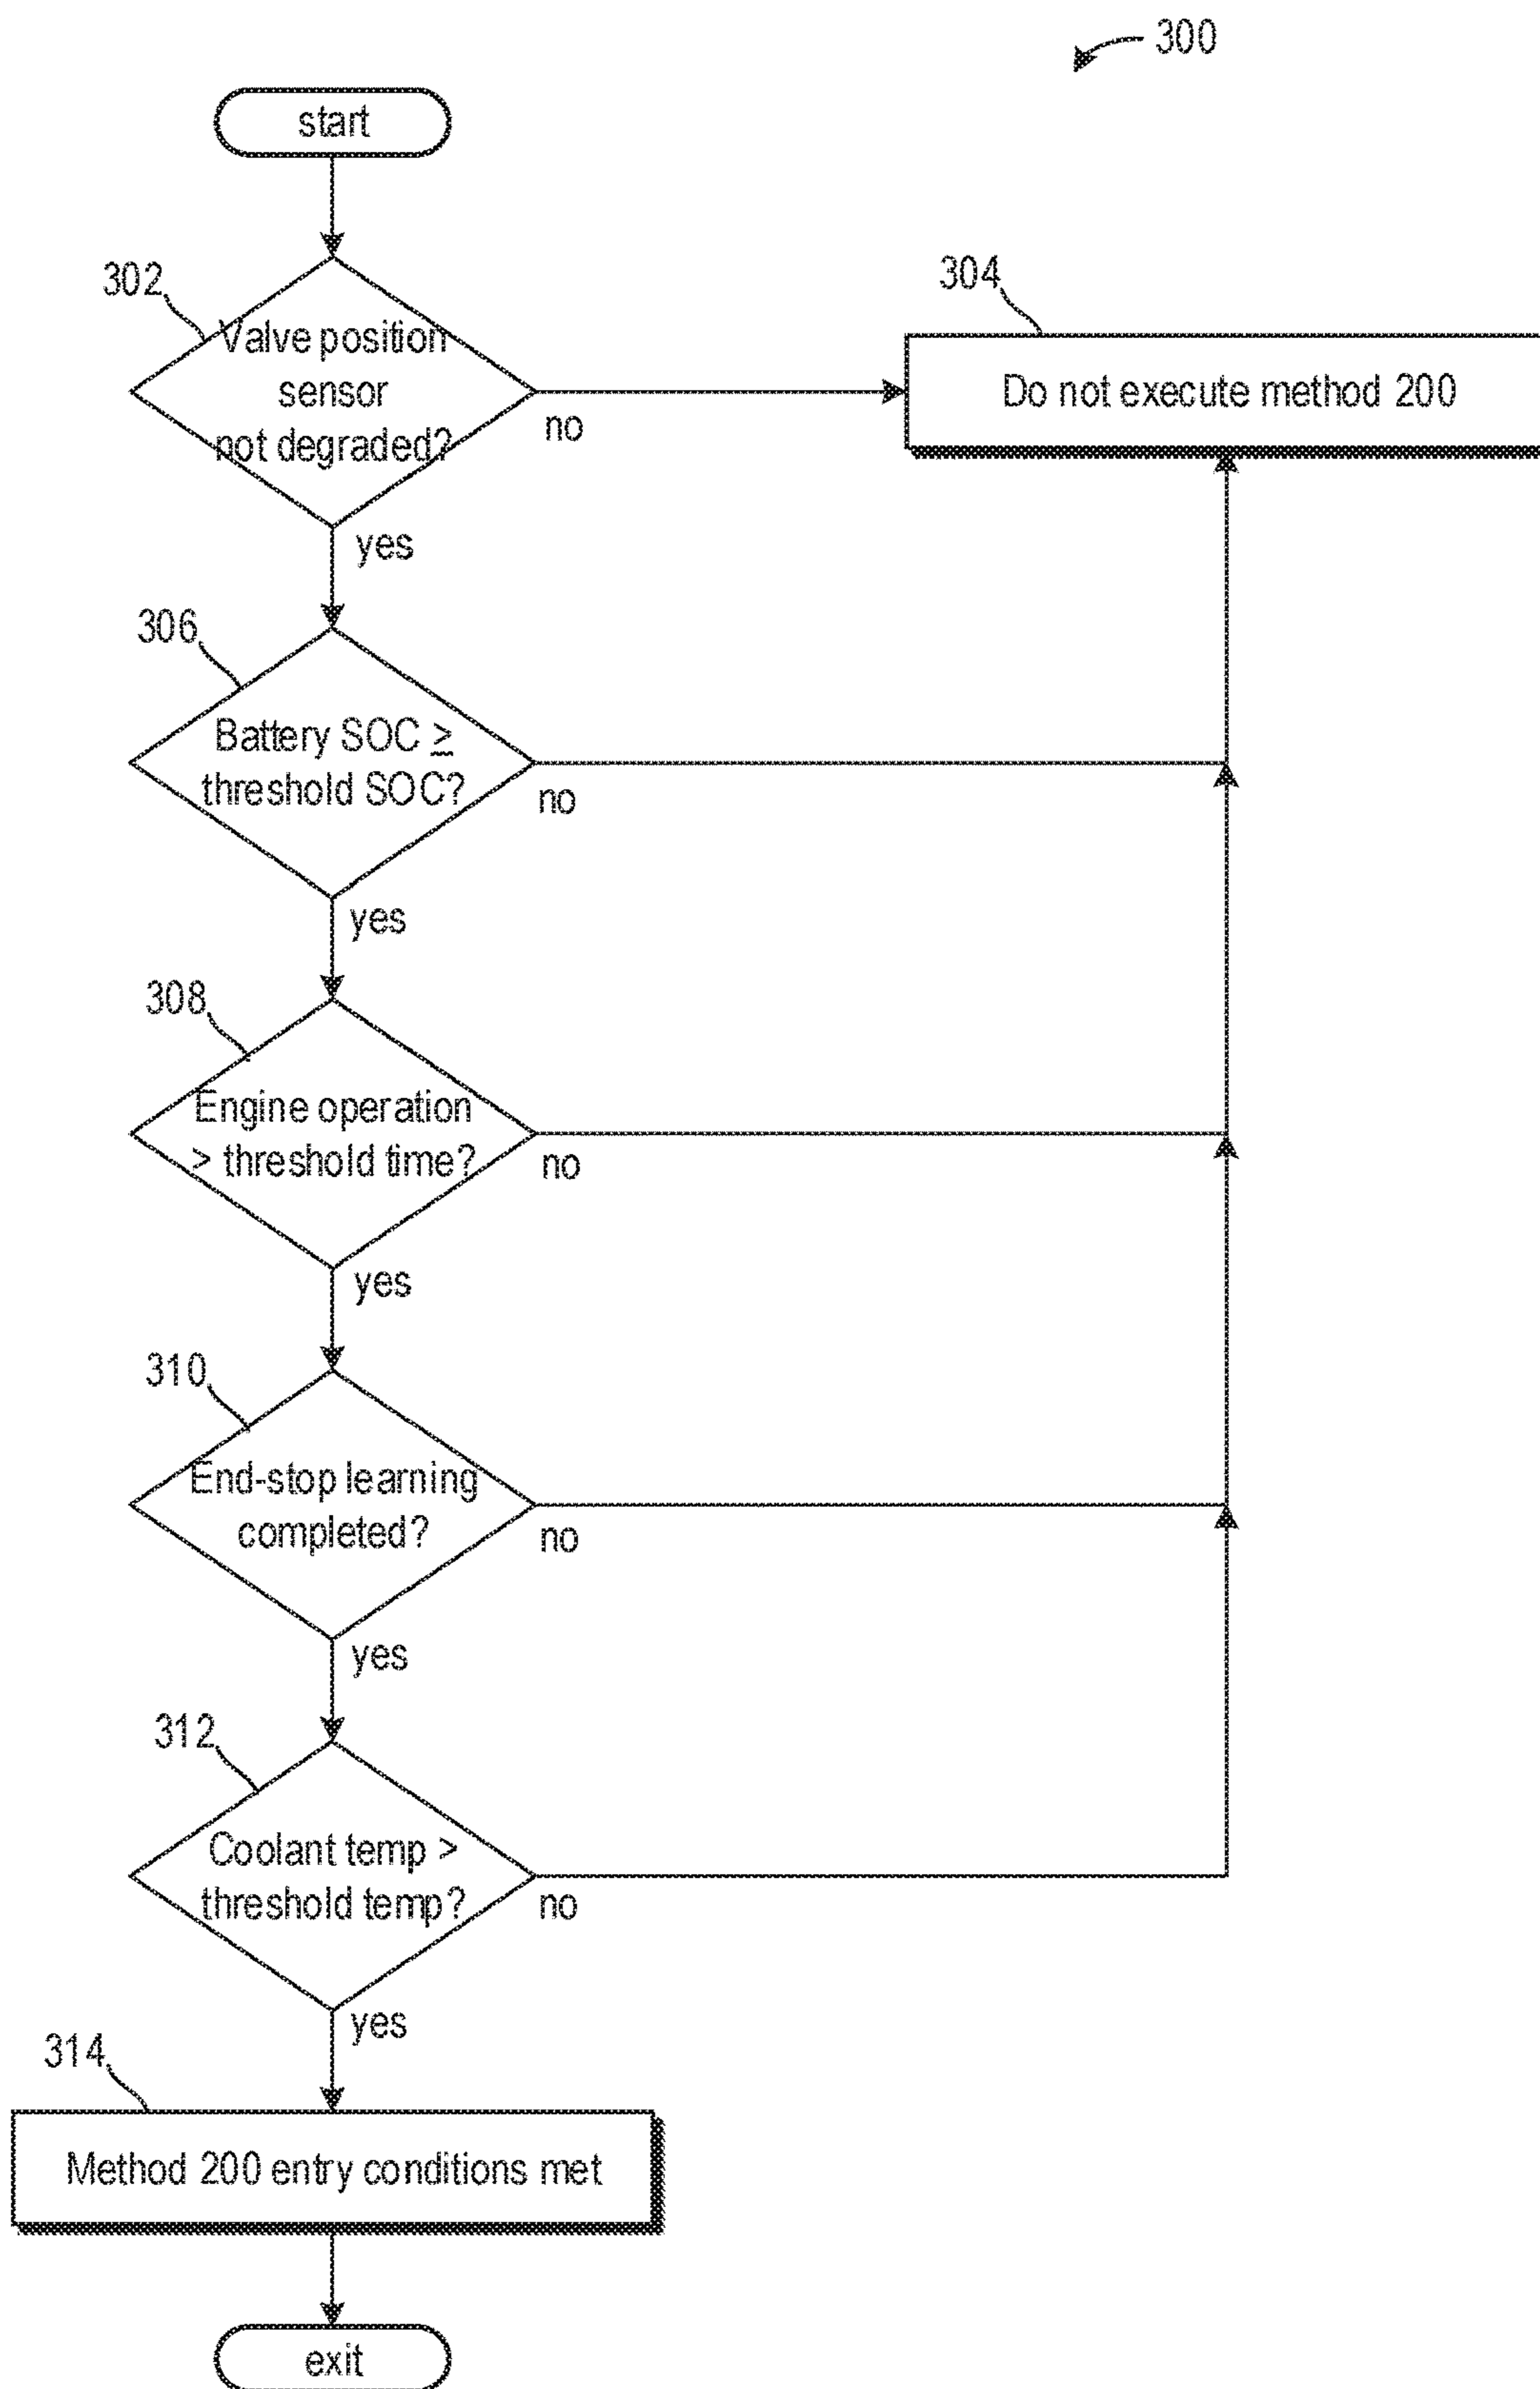 300
start
302
Valve position
sensor
not degraded?
no
yes
304
Do not execute method 200
306
Battery SOC ≥
threshold SOC?
no
yes
308
Engine operation
> threshold time?
no
yes
310
End-stop learning
completed?
no
yes
312
Coolant temp >
threshold temp?
no
yes
314
Method 200 entry conditions met
exit